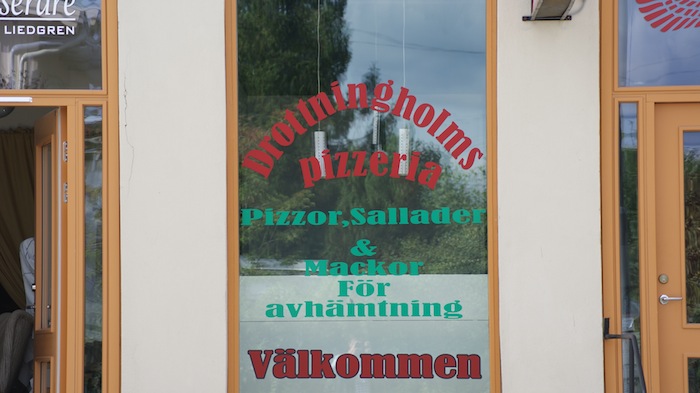 LIEDGREN
Drottningholms
pizzeria
Pizzor,Sallader
&
Mackor
För
avhämtning
Välkommen